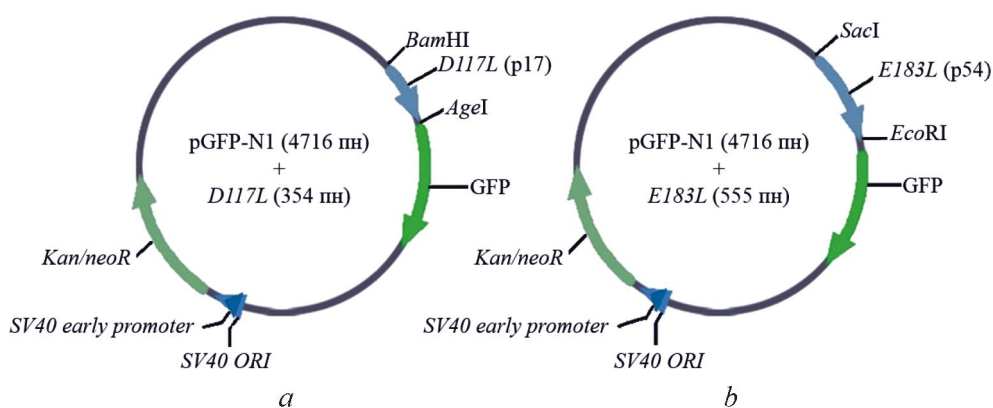 BamHI
D117L (p17)
AgeI
pGFP-N1 (4716 пн)
+
D117L (354 пн)
GFP
Kan/neoR
SV40 early promoter
SV40 ORI
a
SacI
E183L (p54)
EcoRI
pGFP-N1 (4716 пн)
+
E183L (555 пн)
GFP
Kan/neoR
SV40 early promoter
SV40 ORI
b